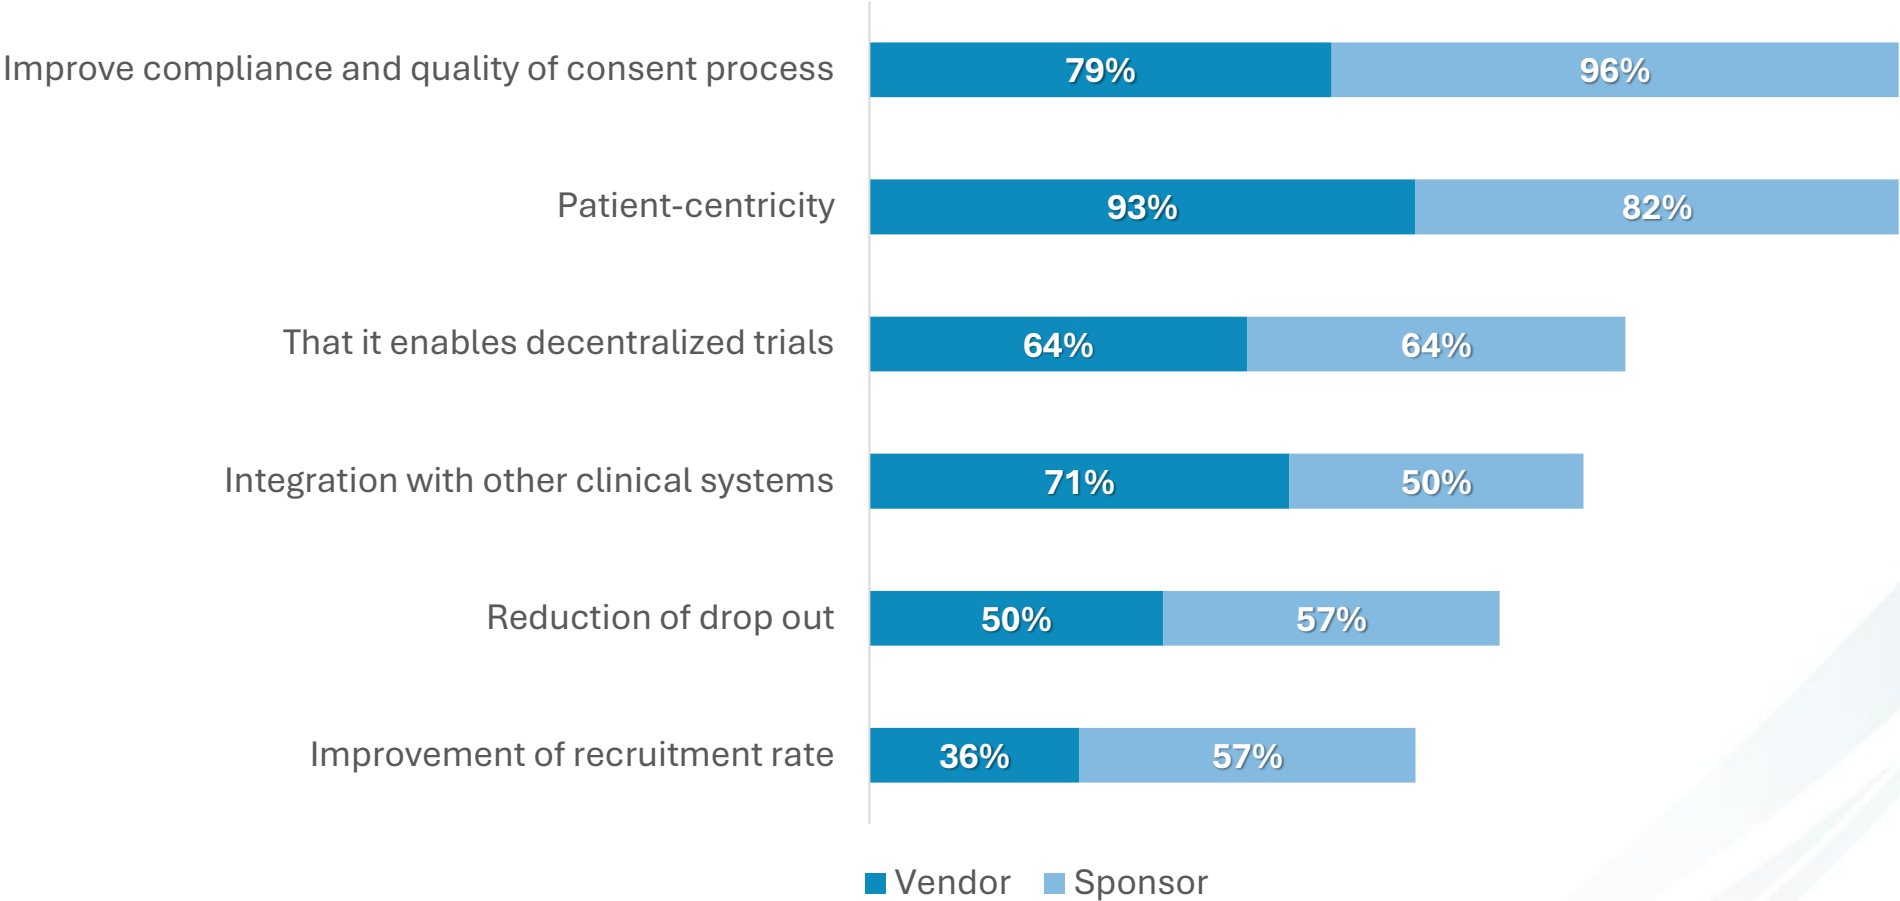 Improve compliance and quality of consent process 79% 96%
Patient-centricity 93% 82%
That it enables decentralized trials 64% 64%
Integration with other clinical systems 71% 50%
Reduction of drop out 50% 57%
Improvement of recruitment rate 36% 57%
Vendor Sponsor